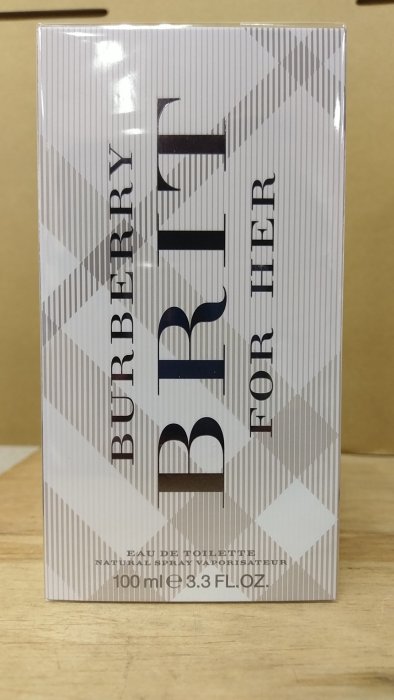 BURBERRY
BRIT
FOR HER
EAU DE TOILETTE
NATURAL SPRAY VAPORISATEUR
100 ml ℮ 3.3 FL.OZ.